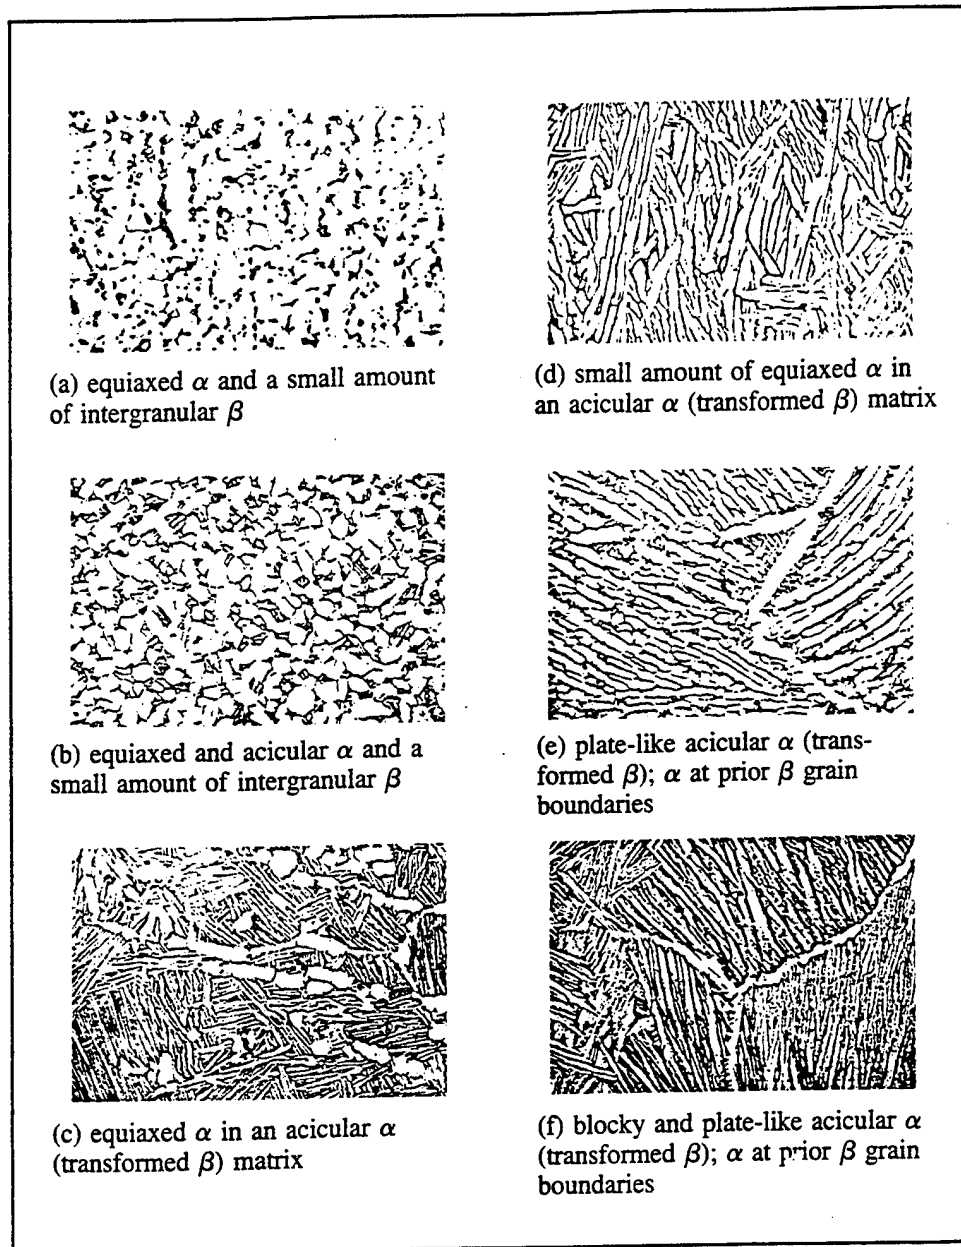 (a) equiaxed α and a small amount
of intergranular β
(b) equiaxed and acicular α and a
small amount of intergranular β
(c) equiaxed α in an acicular α
(transformed β) matrix
(d) small amount of equiaxed α in
an acicular α (transformed β) matrix
(e) plate-like acicular α (trans-
formed β); α at prior β grain
boundaries
(f) blocky and plate-like acicular α
(transformed β); α at prior β grain
boundaries